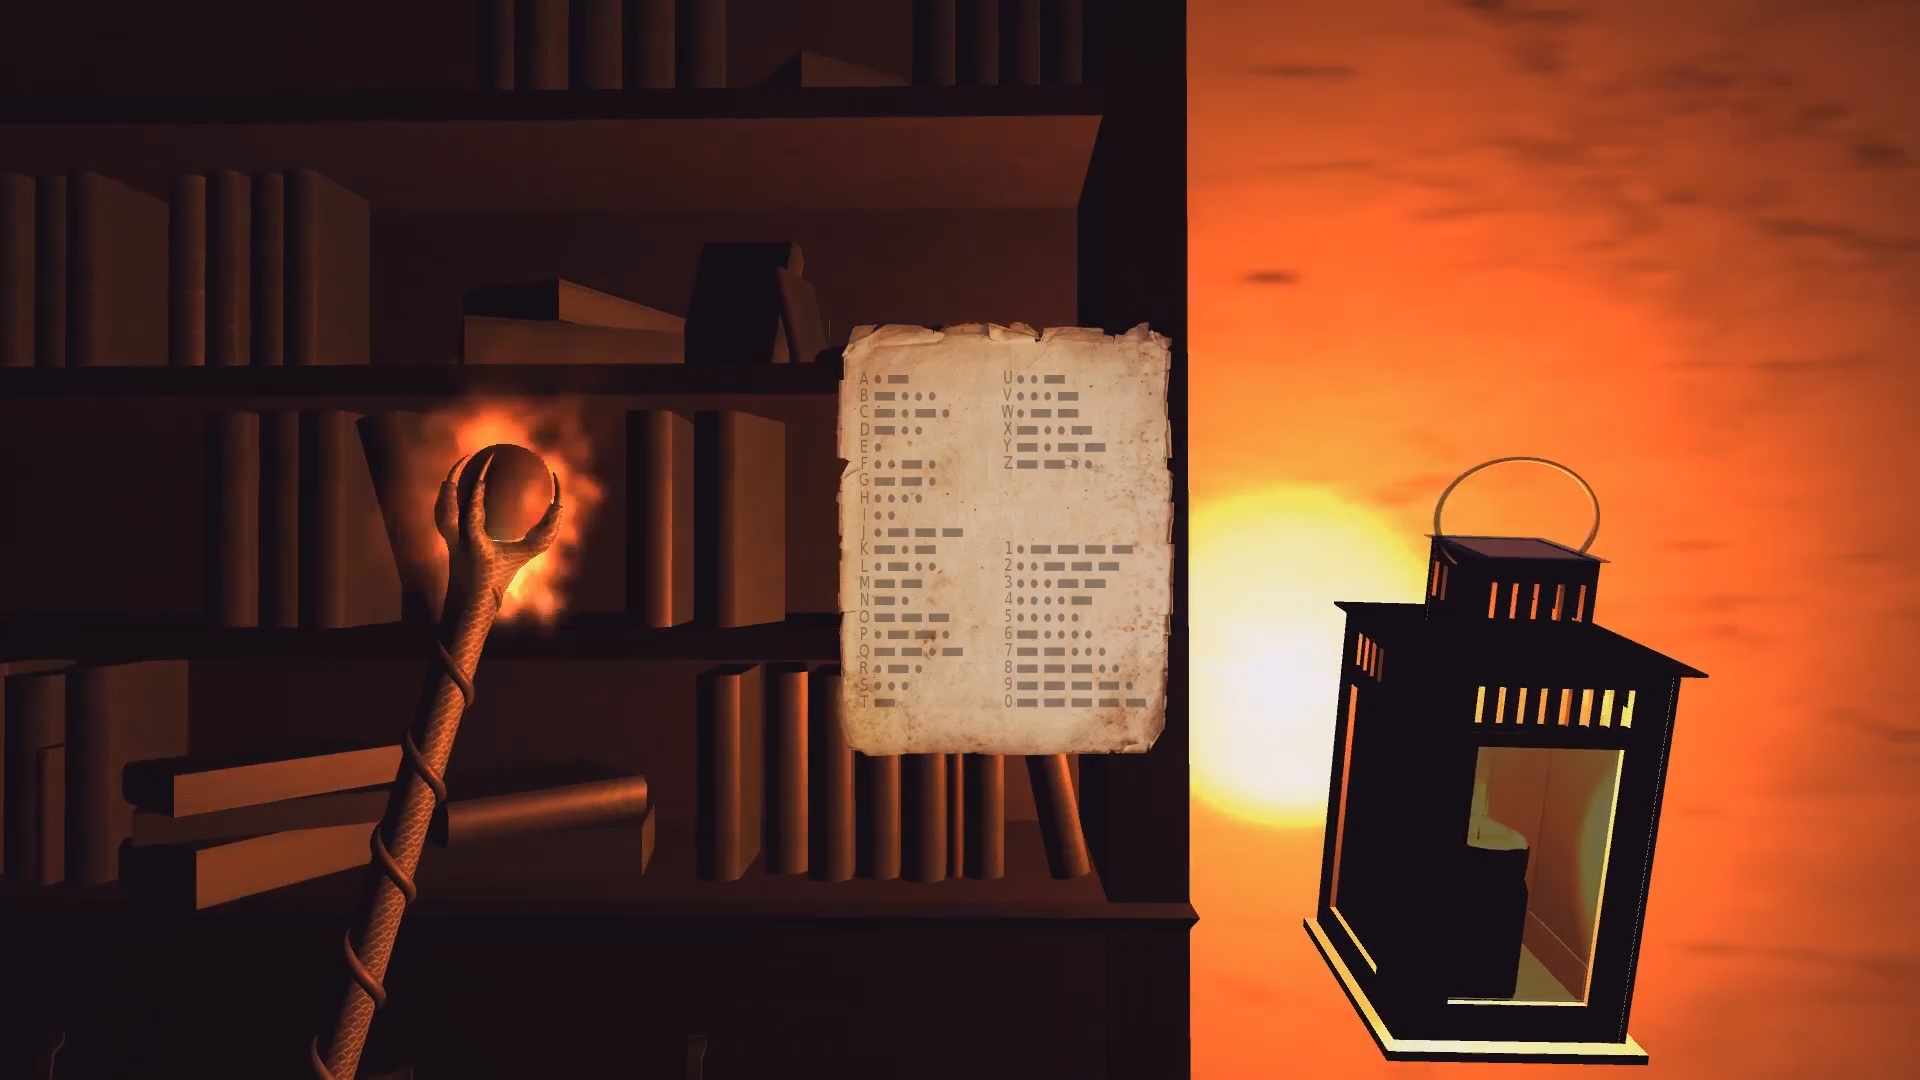 A • ▬
B ▬ • • •
C ▬ • ▬ •
D ▬ • •
E •
F • • ▬ •
G ▬ ▬ •
H • • • •
I • •
J • ▬ ▬ ▬
K ▬ • ▬
L • ▬ • •
M ▬ ▬
N ▬ •
O ▬ ▬ ▬
P • ▬ ▬ •
Q ▬ ▬ • ▬
R • ▬ •
S • • •
T ▬
U • • ▬
V • • • ▬
W • ▬ ▬
X ▬ • • ▬
Y ▬ • ▬ ▬
Z ▬ ▬ • •
1 • ▬ ▬ ▬ ▬
2 • • ▬ ▬ ▬
3 • • • ▬ ▬
4 • • • • ▬
5 • • • • •
6 ▬ • • • •
7 ▬ ▬ • • •
8 ▬ ▬ ▬ • •
9 ▬ ▬ ▬ ▬ •
0 ▬ ▬ ▬ ▬ ▬